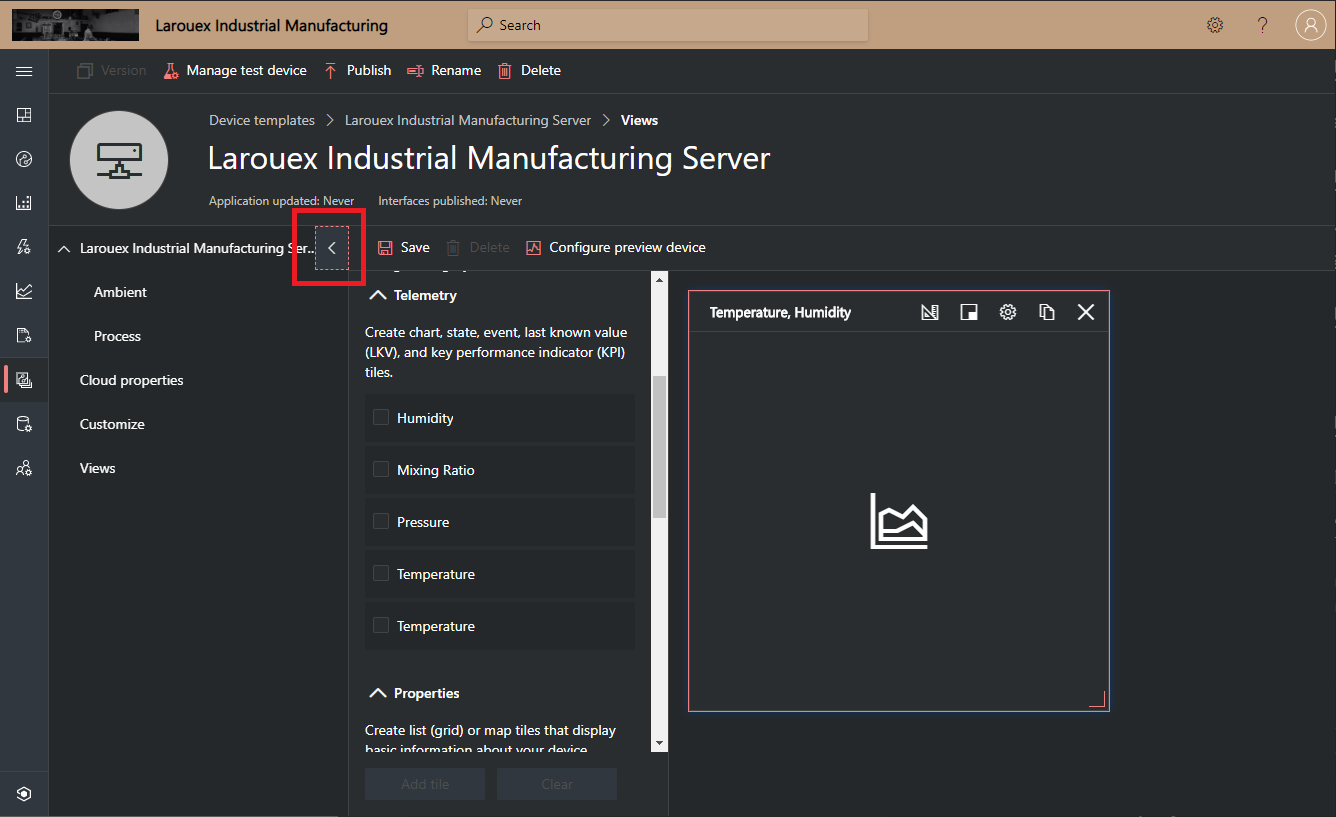 Larouex Industrial Manufacturing
Search
Version
Manage test device
Publish
Rename
Delete
Device templates > Larouex Industrial Manufacturing Server > Views
Larouex Industrial Manufacturing Server
Application updated: Never
Interfaces published: Never
Larouex Industrial Manufacturing Ser..
Ambient
Process
Cloud properties
Customize
Views
Save
Delete
Configure preview device
Telemetry
Create chart, state, event, last known value
(LKV), and key performance indicator (KPI)
tiles.
Humidity
Mixing Ratio
Pressure
Temperature
Temperature
Properties
Create list (grid) or map tiles that display
basic information about your device
Add tile
Clear
Temperature, Humidity